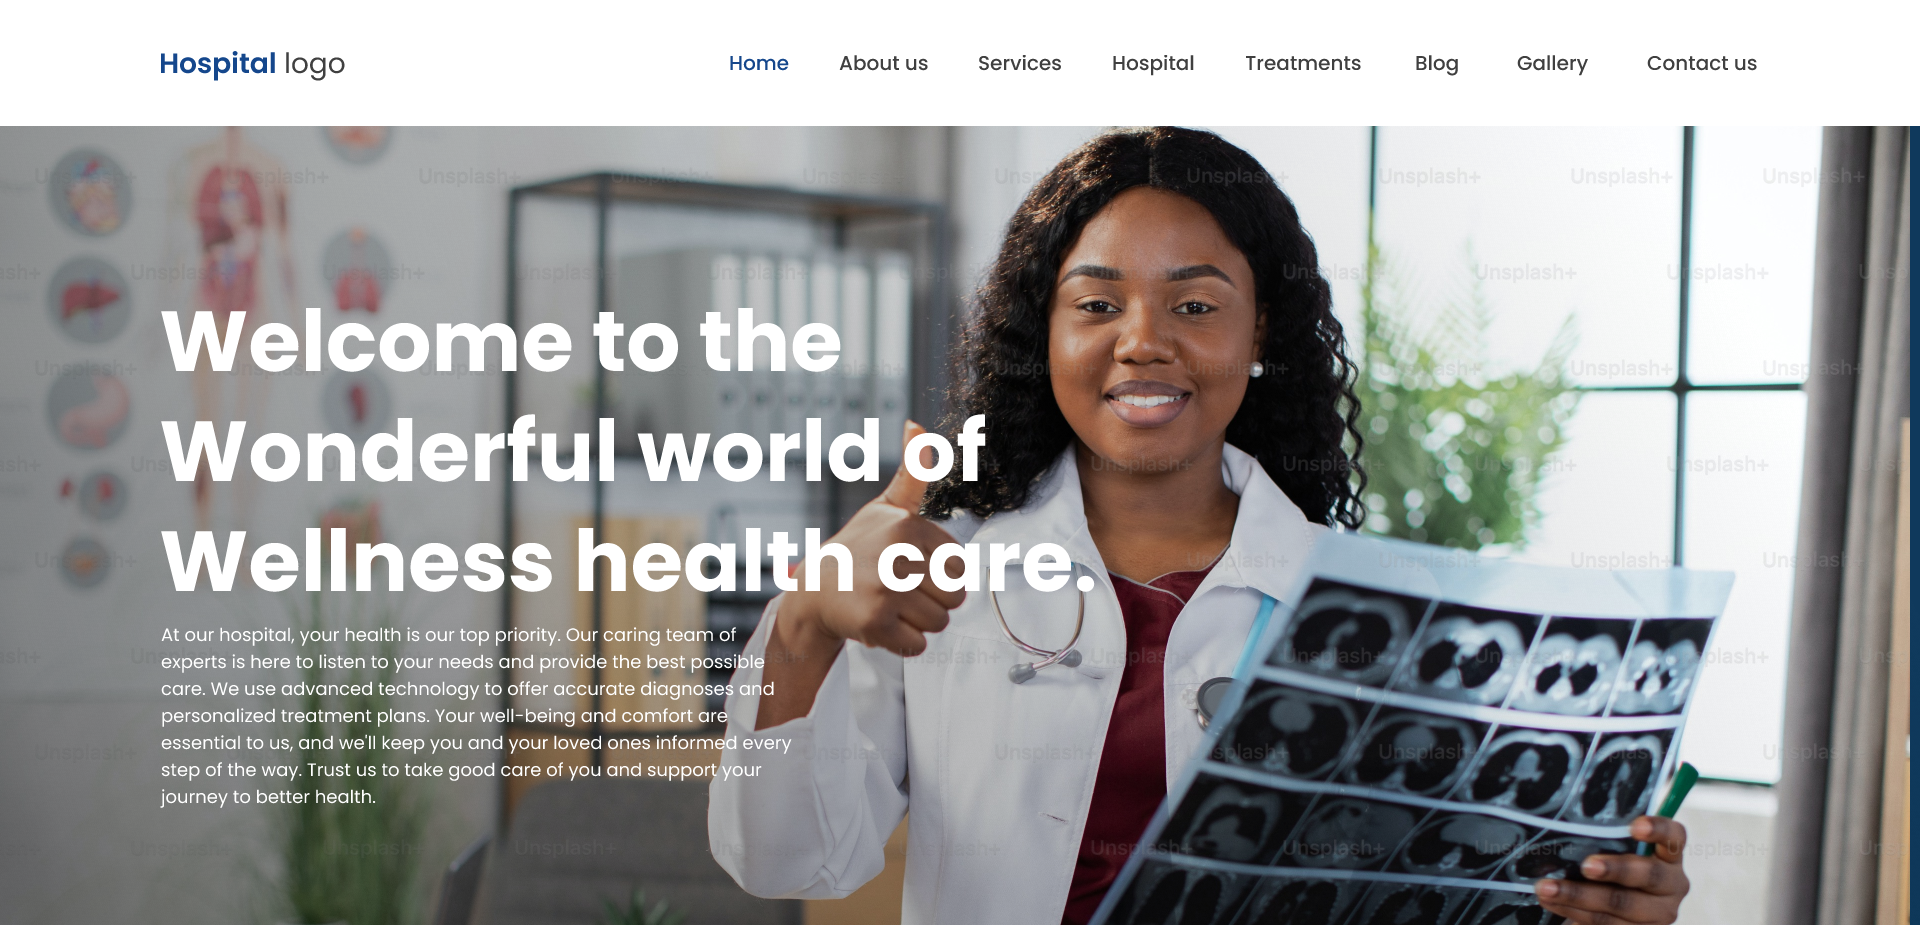 Hospital logo
Home About us Services Hospital Treatments Blog Gallery Contact us
Welcome to the
Wonderful world of
Wellness health care.
At our hospital, your health is our top priority. Our caring team of
experts is here to listen to your needs and provide the best possible
care. We use advanced technology to offer accurate diagnoses and
personalized treatment plans. Your well-being and comfort are
essential to us, and we'll keep you and your loved ones informed every
step of the way. Trust us to take good care of you and support your
journey to better health.
Unsplash+